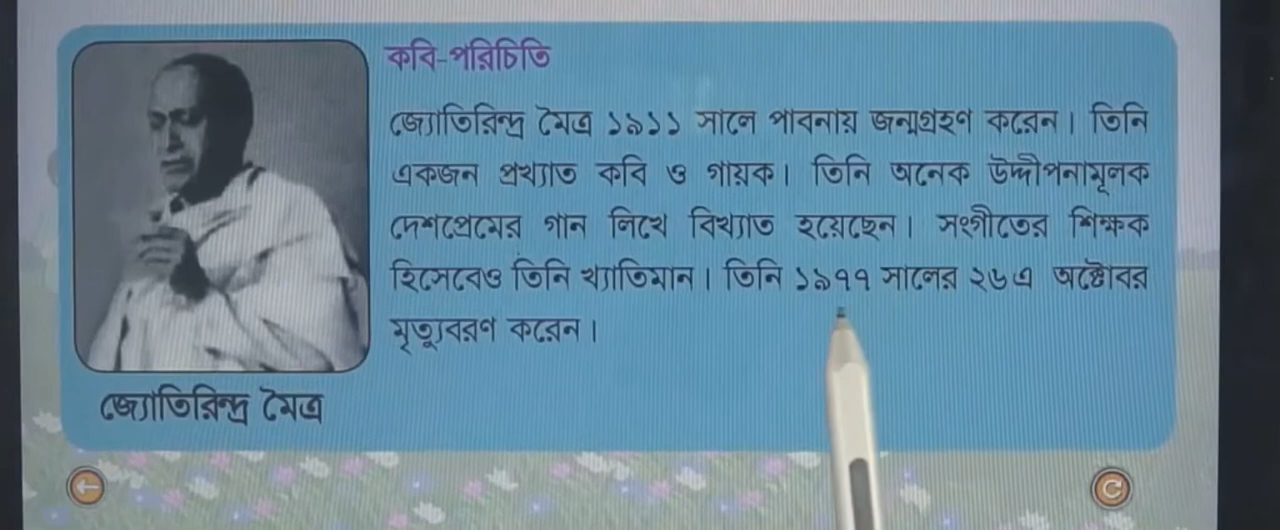 কবি-পরিচিতি
জ্যোতিরিন্দ্র মৈত্র ১৯১১ সালে পাবনায় জন্মগ্রহণ করেন। তিনি
একজন প্রখ্যাত কবি ও গায়ক। তিনি অনেক উদ্দীপনামূলক
দেশপ্রেমের গান লিখে বিখ্যাত হয়েছেন। সংগীতের শিক্ষক
হিসেবেও তিনি খ্যাতিমান। তিনি ১৯৭৭ সালের ২৬এ অক্টোবর
মৃত্যুবরণ করেন।
জ্যোতিরিন্দ্র মৈত্র